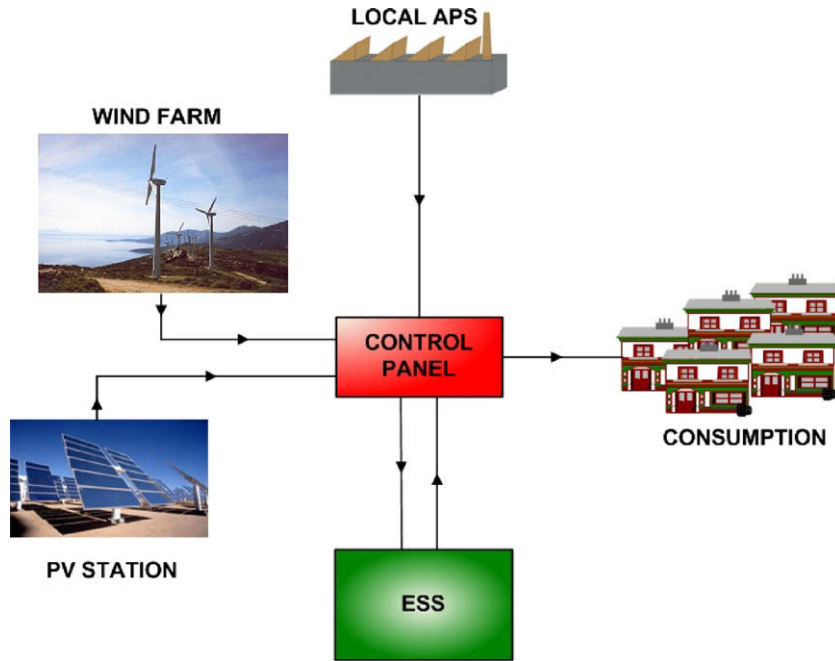 LOCAL APS
WIND FARM
CONTROL
PANEL
CONSUMPTION
PV STATION
ESS